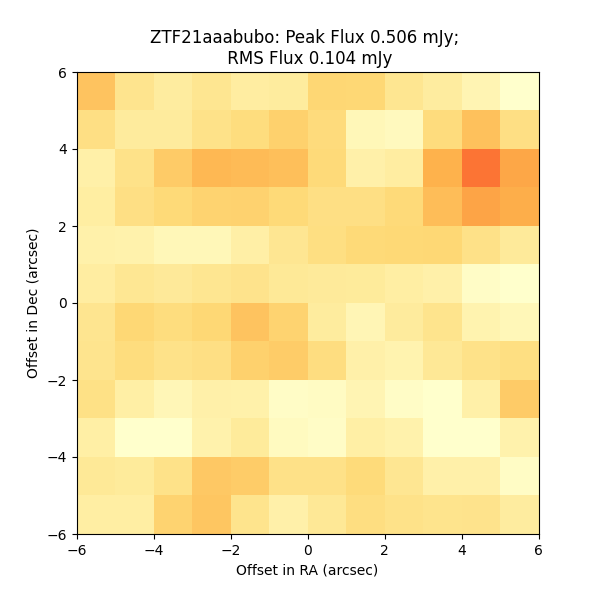 ZTF21aaabubo: Peak Flux 0.506 mJy;
RMS Flux 0.104 mJy
6
4
2
0
−2
−4
−6
Offset in Dec (arcsec)
−6 −4 −2 0 2 4 6
Offset in RA (arcsec)